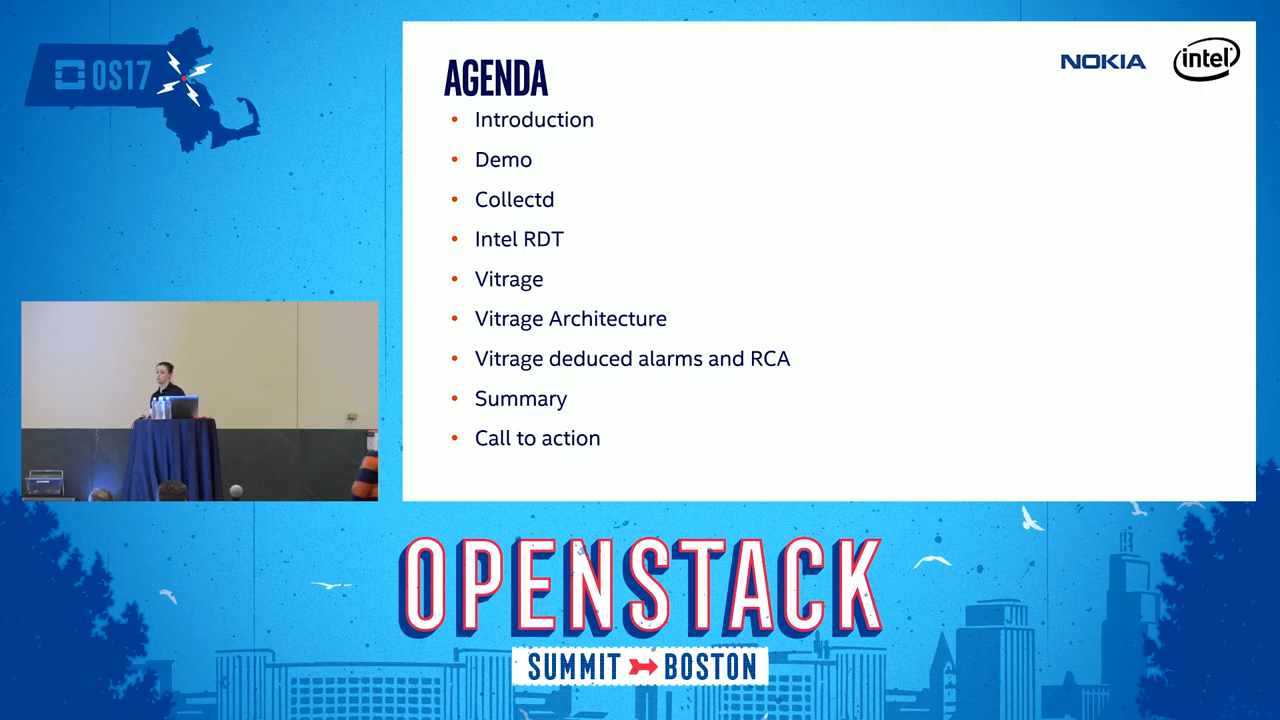 OS17
AGENDA
NOKIA
intel
• Introduction
• Demo
• Collectd
• Intel RDT
• Vitrage
• Vitrage Architecture
• Vitrage deduced alarms and RCA
• Summary
• Call to action
OPENSTACK
SUMMIT BOSTON